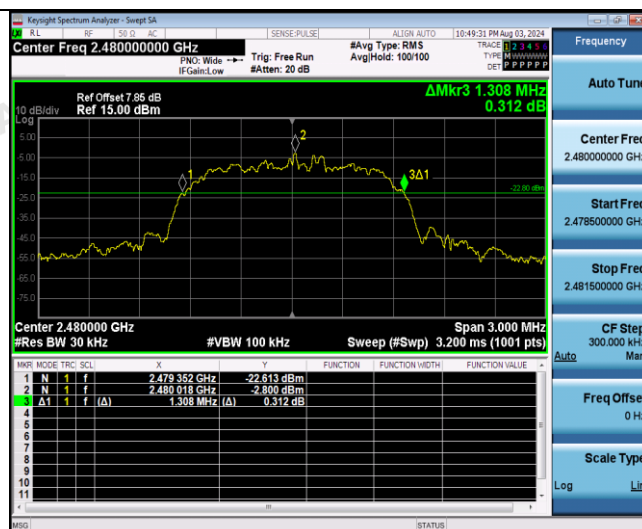 Keysight Spectrum Analyzer - Swept SA
RL RF 50 Ω AC SENSE:PULSE ALIGN AUTO 10:49:31 PM Aug 03, 2024
Center Freq 2.480000000 GHz
PNO: Wide
IFGain:Low
Trig: Free Run
#Atten: 20 dB
#Avg Type: RMS
Avg|Hold: 100/100
TRACE 1 2 3 4 5 6
TYPE M W W W W W
DET P P P P P P
Ref Offset 7.85 dB
10 dB/div Ref 15.00 dBm
Log
ΔMkr3 1.308 MHz
0.312 dB
5.00
-5.00
-15.0
-25.0
-35.0
-45.0
-55.0
-65.0
-75.0
1
2
3Δ1
-22.80 dBm
Center 2.480000 GHz Span 3.000 MHz
#Res BW 30 kHz #VBW 100 kHz Sweep (#Swp) 3.200 ms (1001 pts)
MKR MODE TRC SCL X Y FUNCTION FUNCTION WIDTH FUNCTION VALUE
1 N 1 f 2.479 352 GHz -22.613 dBm
2 N 1 f 2.480 018 GHz -2.800 dBm
3 Δ1 1 f (Δ) 1.308 MHz (Δ) 0.312 dB
4
5
6
7
8
9
10
11
MSG STATUS
Frequency
Auto Tune
Center Freq
2.480000000 GHz
Start Freq
2.478500000 GHz
Stop Freq
2.481500000 GHz
CF Step
300.000 kHz
Auto Man
Freq Offset
0 Hz
Scale Type
Log Lin